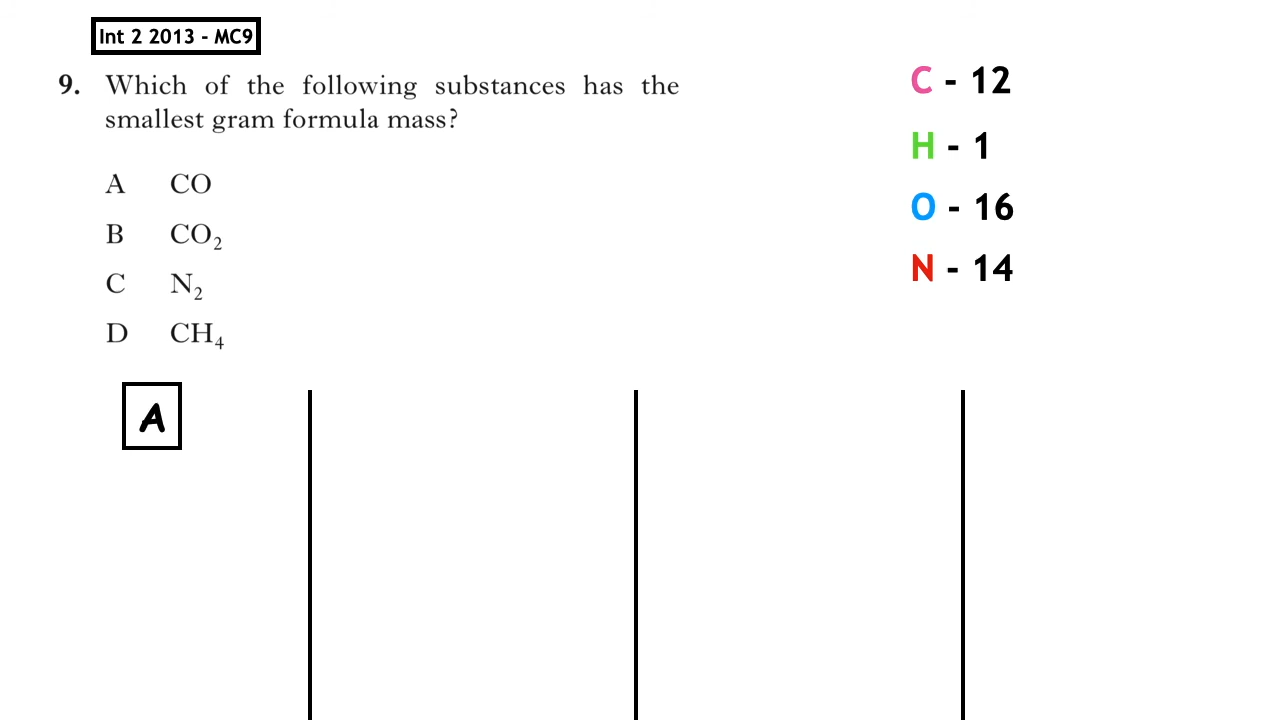 Int 2 2013 - MC9
9. Which of the following substances has the
smallest gram formula mass?
A CO
B CO₂
C N₂
D CH₄
C - 12
H - 1
O - 16
N - 14
A